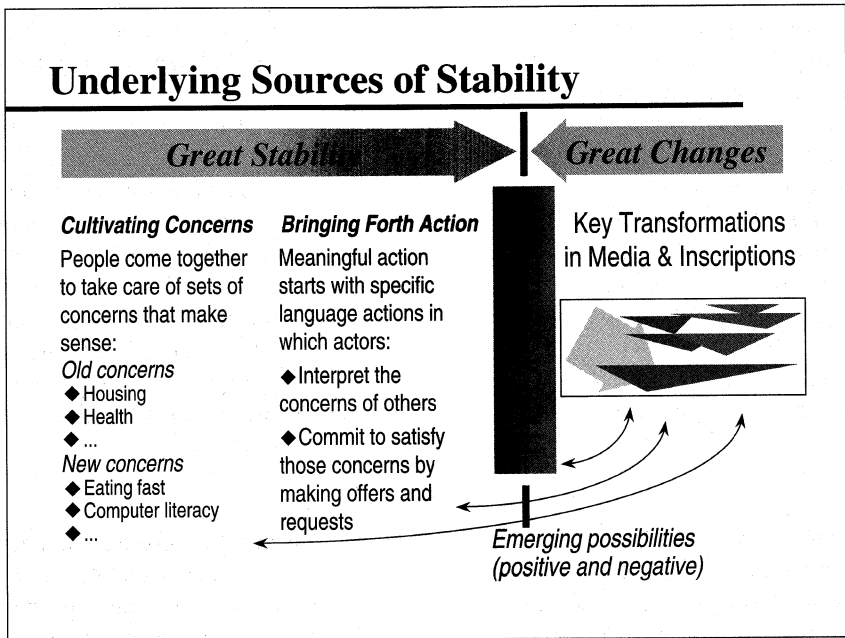 Underlying Sources of Stability
Great Stability
Great Changes
Cultivating Concerns
People come together
to take care of sets of
concerns that make
sense:
Old concerns
◆ Housing
◆ Health
◆ ...
New concerns
◆ Eating fast
◆ Computer literacy
◆ ...
Bringing Forth Action
Meaningful action
starts with specific
language actions in
which actors:
◆ Interpret the
concerns of others
◆ Commit to satisfy
those concerns by
making offers and
requests
Key Transformations
in Media & Inscriptions
Emerging possibilities
(positive and negative)